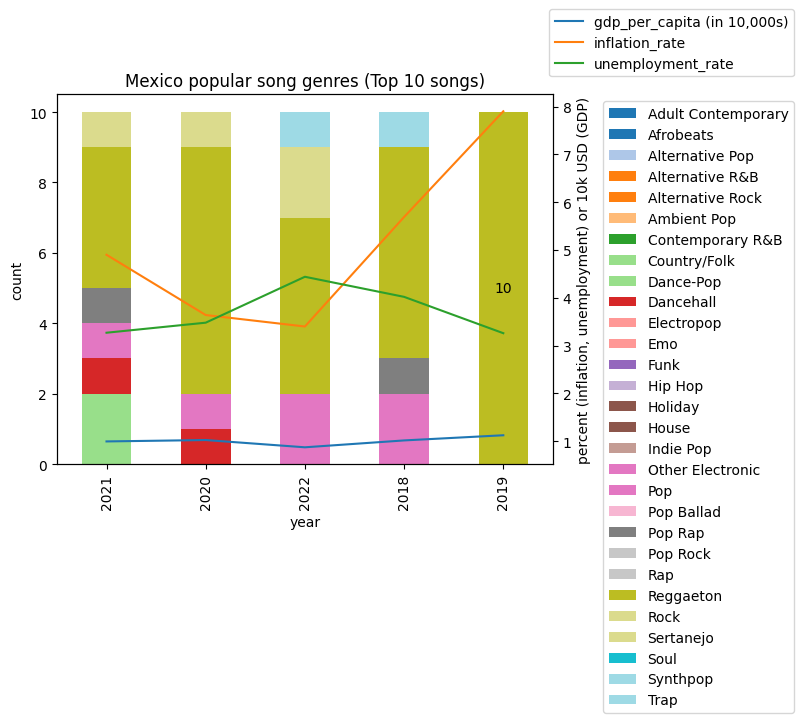 gdp_per_capita (in 10,000s)
inflation_rate
unemployment_rate
Mexico popular song genres (Top 10 songs)
10
8
6
4
2
0
count
10
8
7
6
5
4
3
2
1
percent (inflation, unemployment) or 10k USD (GDP)
2021
2020
2022
2018
2019
year
Adult Contemporary
Afrobeats
Alternative Pop
Alternative R&B
Alternative Rock
Ambient Pop
Contemporary R&B
Country/Folk
Dance-Pop
Dancehall
Electropop
Emo
Funk
Hip Hop
Holiday
House
Indie Pop
Other Electronic
Pop
Pop Ballad
Pop Rap
Pop Rock
Rap
Reggaeton
Rock
Sertanejo
Soul
Synthpop
Trap